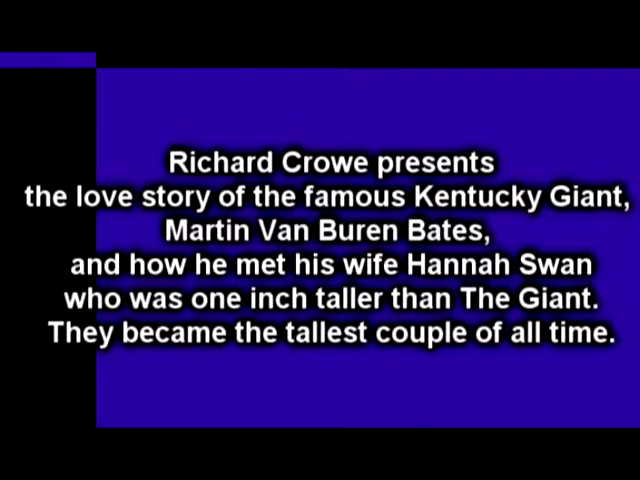 Richard Crowe presents
the love story of the famous Kentucky Giant,
Martin Van Buren Bates,
and how he met his wife Hannah Swan
who was one inch taller than The Giant.
They became the tallest couple of all time.